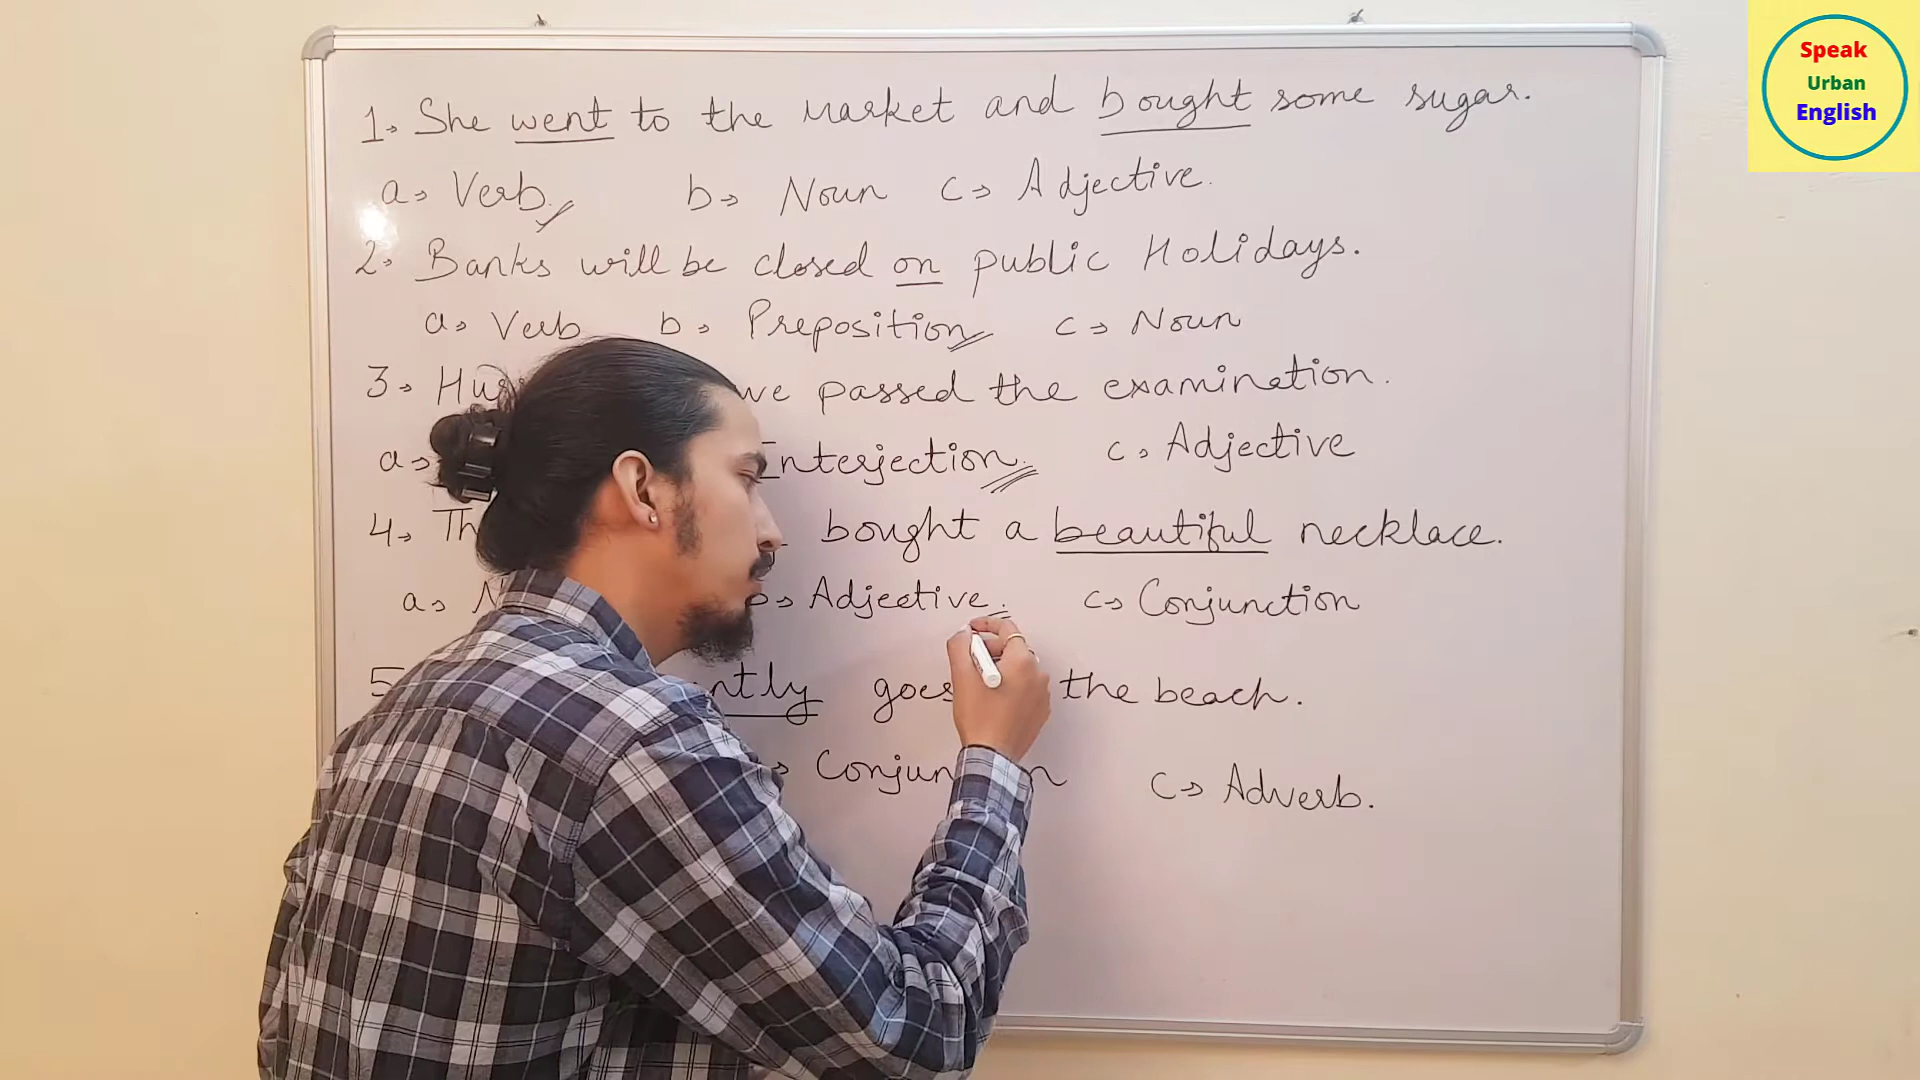 1. She went to the market and bought some sugar.
a. Verb b. Noun c. Adjective.
2. Banks will be closed on public Holidays.
a. Verb b. Preposition c. Noun
3. passed the examination.
a. Interjection. c. Adjective
4. bought a beautiful necklace.
a. b. Adjective. c. Conjunction
5 goes the beach.
c. Adverb.
Speak
Urban
English